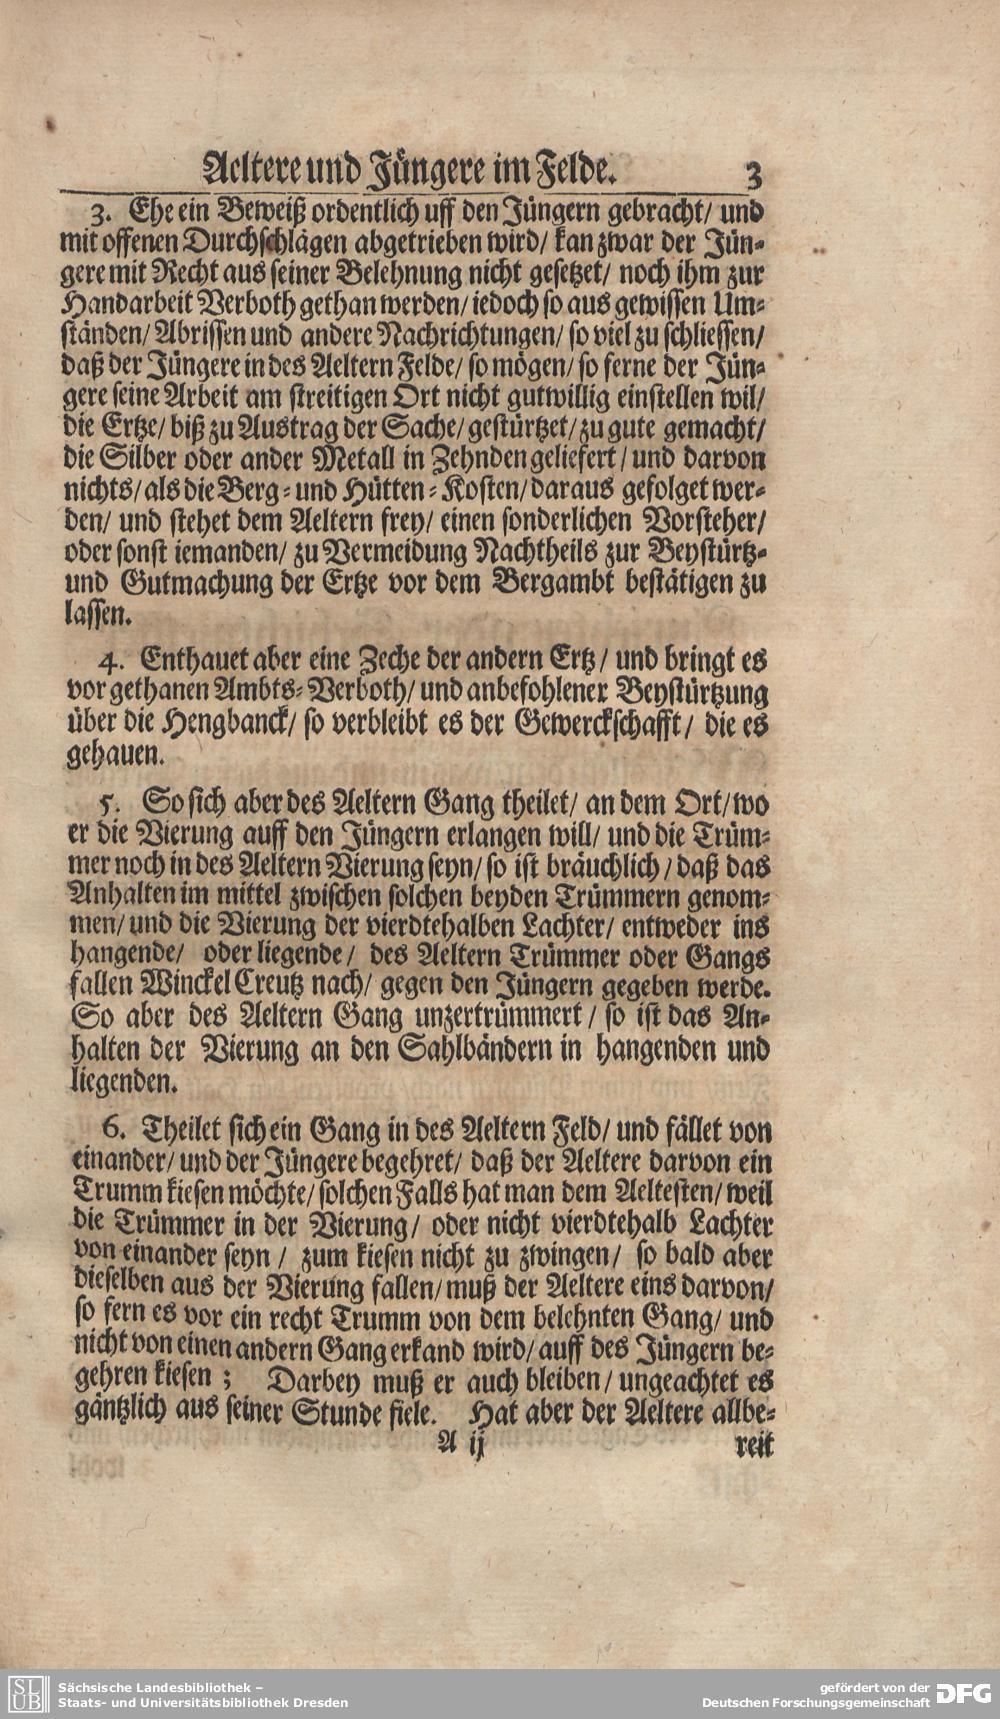 Aeltere und Jüngere im Felde. 3
3. Ehe ein Beweiß ordentlich uff den Jüngern gebracht/ und
mit offenen Durchschlägen abgetrieben wird/ kan zwar der Jün-
gere mit Recht aus seiner Belehnung nicht gesetzet/ noch ihm zur
Handarbeit Verboth gethan werden/ iedoch so aus gewissen Um-
ständen/ Abrissen und andere Nachrichtungen/ so viel zu schliessen/
daß der Jüngere in des Aeltern Felde/ so mögen/ so ferne der Jün-
gere seine Arbeit am streitigen Ort nicht gutwillig einstellen wil/
die Ertze/ biß zu Austrag der Sache/ gestürtzet/ zu gute gemacht/
die Silber oder ander Metall in Zehnden geliefert/ und darvon
nichts/ als die Berg- und Hütten-Kosten/ daraus gefolget wer-
den/ und stehet dem Aeltern frey/ einen sonderlichen Vorsteher/
oder sonst iemanden/ zu Vermeidung Nachtheils zur Beystürtz-
und Gutmachung der Ertze vor dem Bergambt bestätigen zu
lassen.
4. Enthauet aber eine Zeche der andern Ertz/ und bringt es
vor gethanen Ambts-Verboth/ und anbefohlener Beystürtzung
über die Hengbanck/ so verbleibt es der Gewerckschafft/ die es
gehauen.
5. So sich aber des Aeltern Gang theilet/ an dem Ort/ wo
er die Vierung auff den Jüngern erlangen will/ und die Trüm-
mer noch in des Aeltern Vierung seyn/ so ist bräuchlich/ daß das
Anhalten im mittel zwischen solchen beyden Trümmern genom-
men/ und die Vierung der vierdtehalben Lachter/ entweder ins
hangende/ oder liegende/ des Aeltern Trümmer oder Gangs
fallen Winckel Creutz nach/ gegen den Jüngern gegeben werde.
So aber des Aeltern Gang unzertrümmert/ so ist das An-
halten der Vierung an den Sahlbändern in hangenden und
liegenden.
6. Theilet sich ein Gang in des Aeltern Feld/ und fället von
einander/ und der Jüngere begehret/ daß der Aeltere darvon ein
Trumm kiesen möchte/ solchen Falls hat man dem Aeltesten/ weil
die Trümmer in der Vierung/ oder nicht vierdtehalb Lachter
von einander seyn/ zum kiesen nicht zu zwingen/ so bald aber
dieselben aus der Vierung fallen/ muß der Aeltere eins darvon/
so fern es vor ein recht Trumm von dem belehnten Gang/ und
nicht von einen andern Gang erkand wird/ auff des Jüngern be-
gehren kiesen; Darbey muß er auch bleiben/ ungeachtet es
gäntzlich aus seiner Stunde fiele. Hat aber der Aeltere allbe-
A ij reit
Sächsische Landesbibliothek –
Staats- und Universitätsbibliothek Dresden
gefördert von der
Deutschen Forschungsgemeinschaft DFG
SLUB